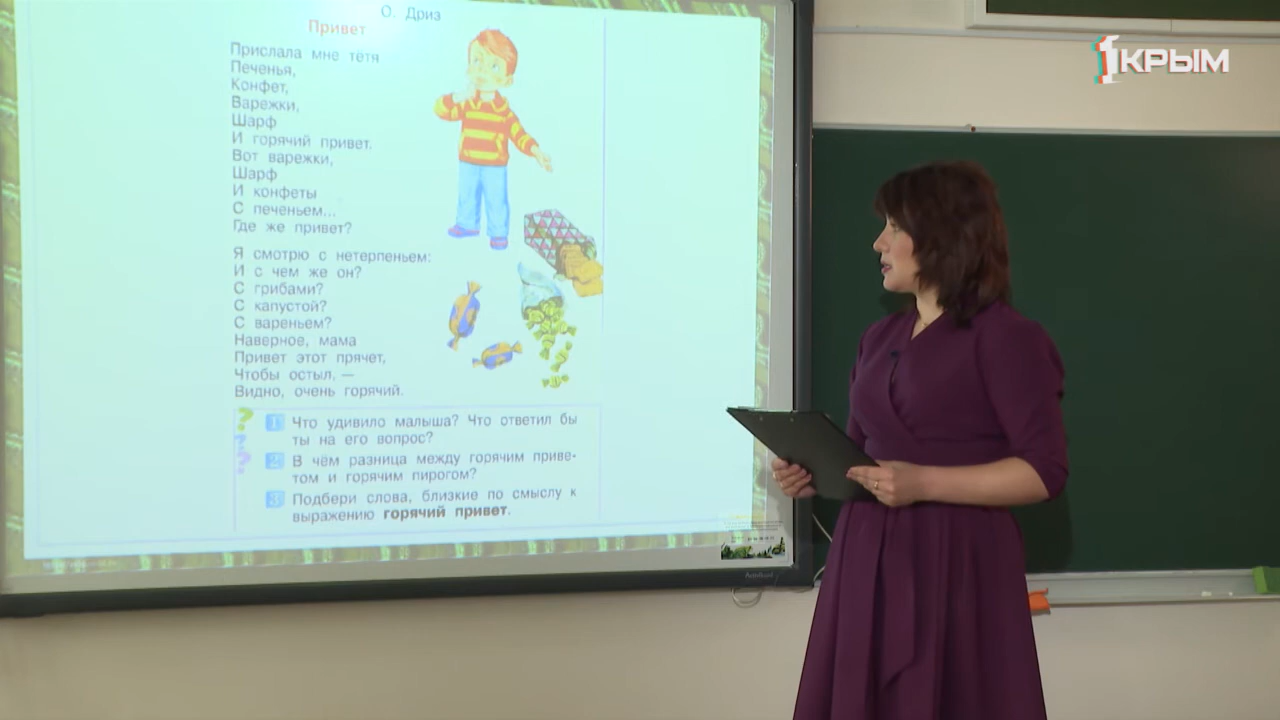 О. Дриз
Привет
Прислала мне тётя
Печенья,
Конфет,
Варежки,
Шарф
И горячий привет.
Вот варежки,
Шарф
И конфеты
С печеньем...
Где же привет?
Я смотрю с нетерпеньем:
И с чем же он?
С грибами?
С капустой?
С вареньем?
Наверное, мама
Привет этот прячет,
Чтобы остыл, —
Видно, очень горячий.
1 Что удивило малыша? Что ответил бы
ты на его вопрос?
2 В чём разница между горячим приве-
том и горячим пирогом?
3 Подбери слова, близкие по смыслу к
выражению горячий привет.
1КРЫМ